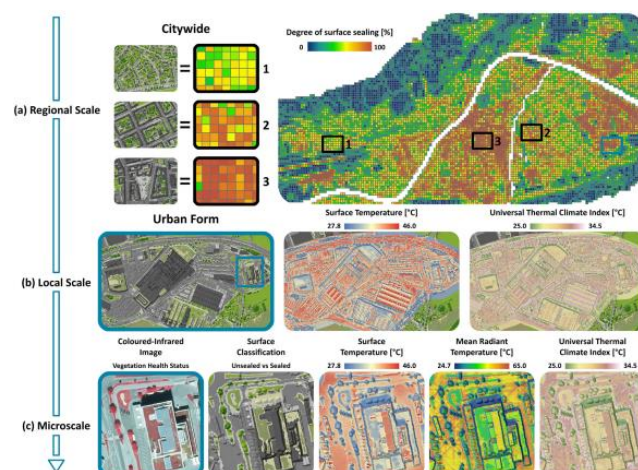 Citywide
Degree of surface sealing [%]
0 100
(a) Regional Scale
= 1
= 2
= 3
1
3
2
Urban Form
Surface Temperature [°C]
27.8 46.0
Universal Thermal Climate Index [°C]
25.0 34.5
(b) Local Scale
Coloured-Infrared
Image
Vegetation Health Status
Surface
Classification
Unsealed vs Sealed
Surface
Temperature [°C]
27.8 46.0
Mean Radiant
Temperature [°C]
24.7 65.0
Universal Thermal
Climate Index [°C]
25.0 34.5
(c) Microscale